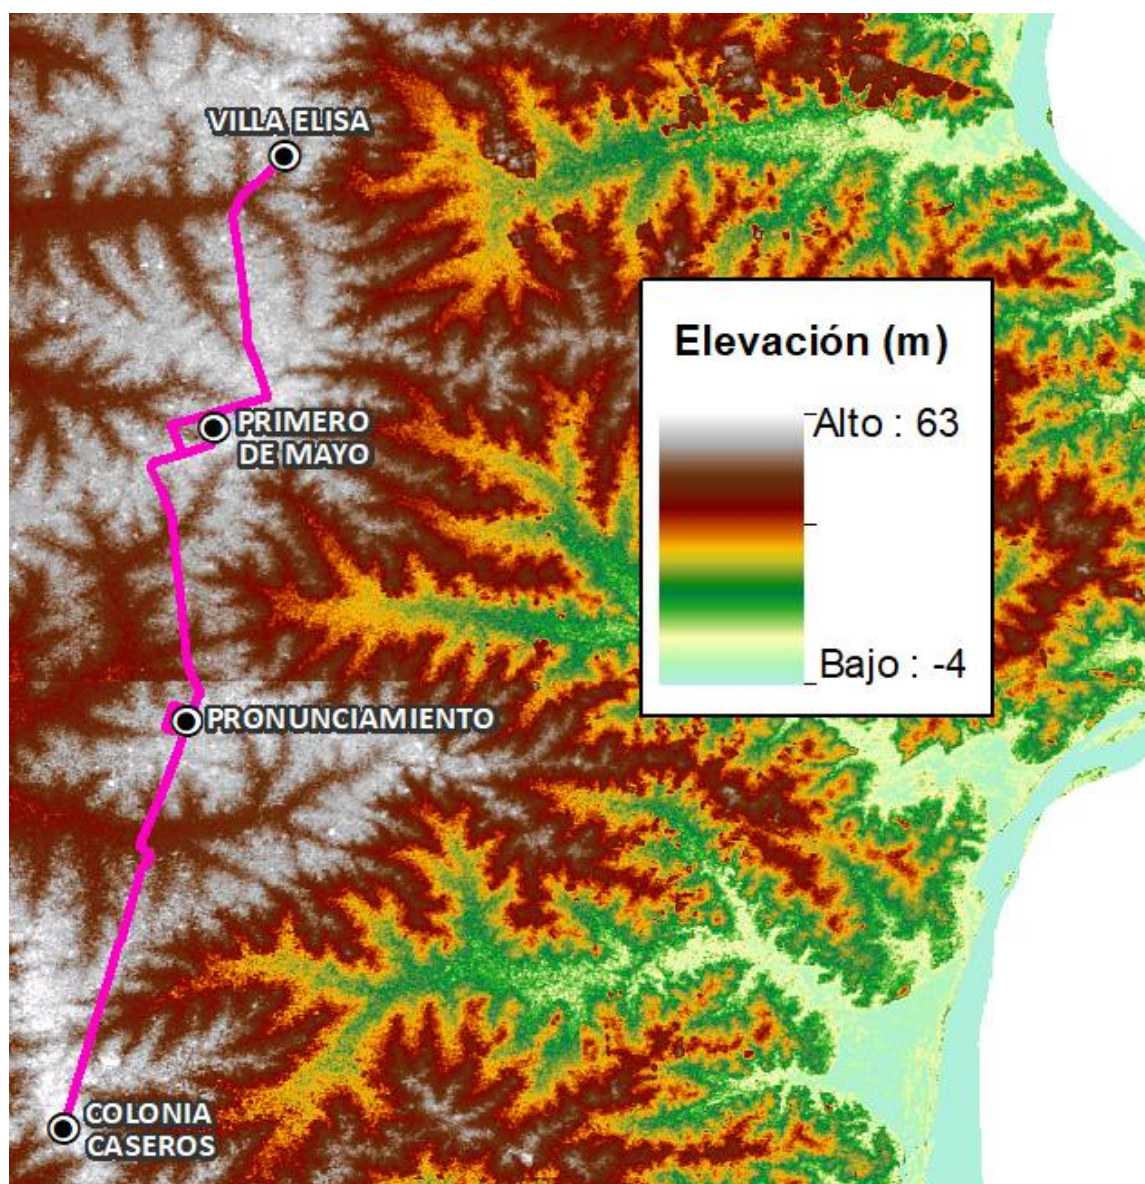 VILLA ELISA
Elevación (m)
Alto : 63
PRIMERO
DE MAYO
Bajo : -4
PRONUNCIAMIENTO
COLONIA
CASEROS